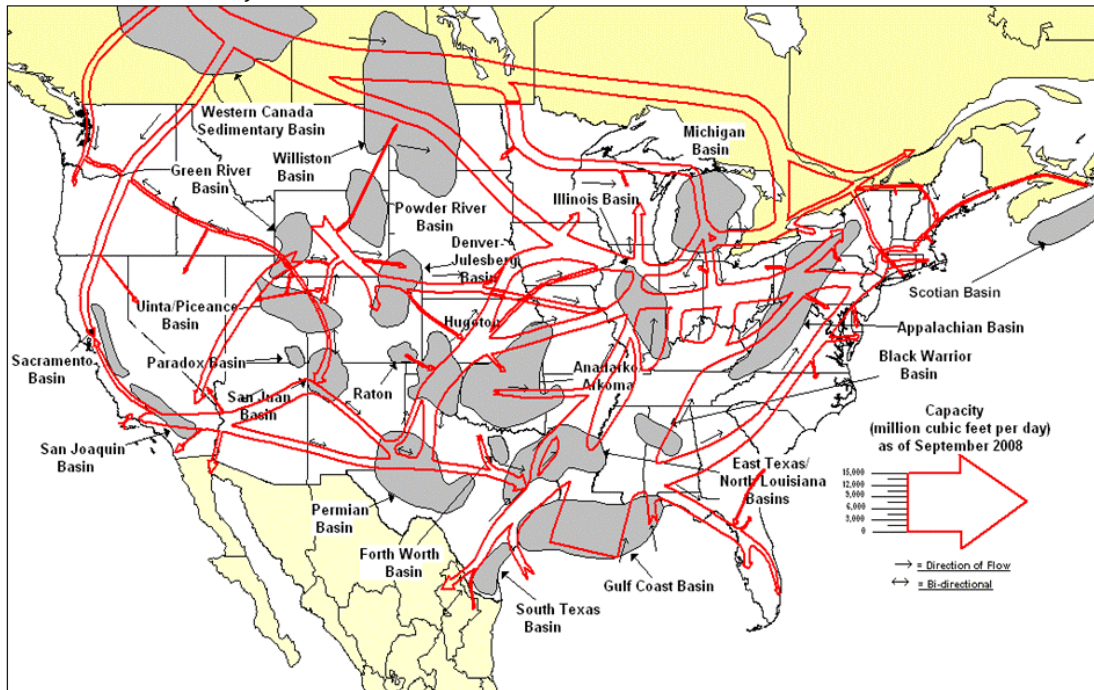 Western Canada
Sedimentary Basin
Williston
Basin
Green River
Basin
Michigan
Basin
Illinois Basin
Powder River
Basin
Denver-
Julesberg
Basin
Uinta/Piceance
Basin
Hugoton
Scotian Basin
Appalachian Basin
Sacramento
Basin
Paradox Basin
San Juan
Basin
Raton
Anadarko
Arkoma
Black Warrior
Basin
San Joaquin
Basin
Capacity
(million cubic feet per day)
as of September 2008
15,000
12,000
9,000
6,000
3,000
0
East Texas/
North Louisiana
Basins
Permian
Basin
Forth Worth
Basin
Gulf Coast Basin
South Texas
Basin
= Direction of Flow
= Bi-directional